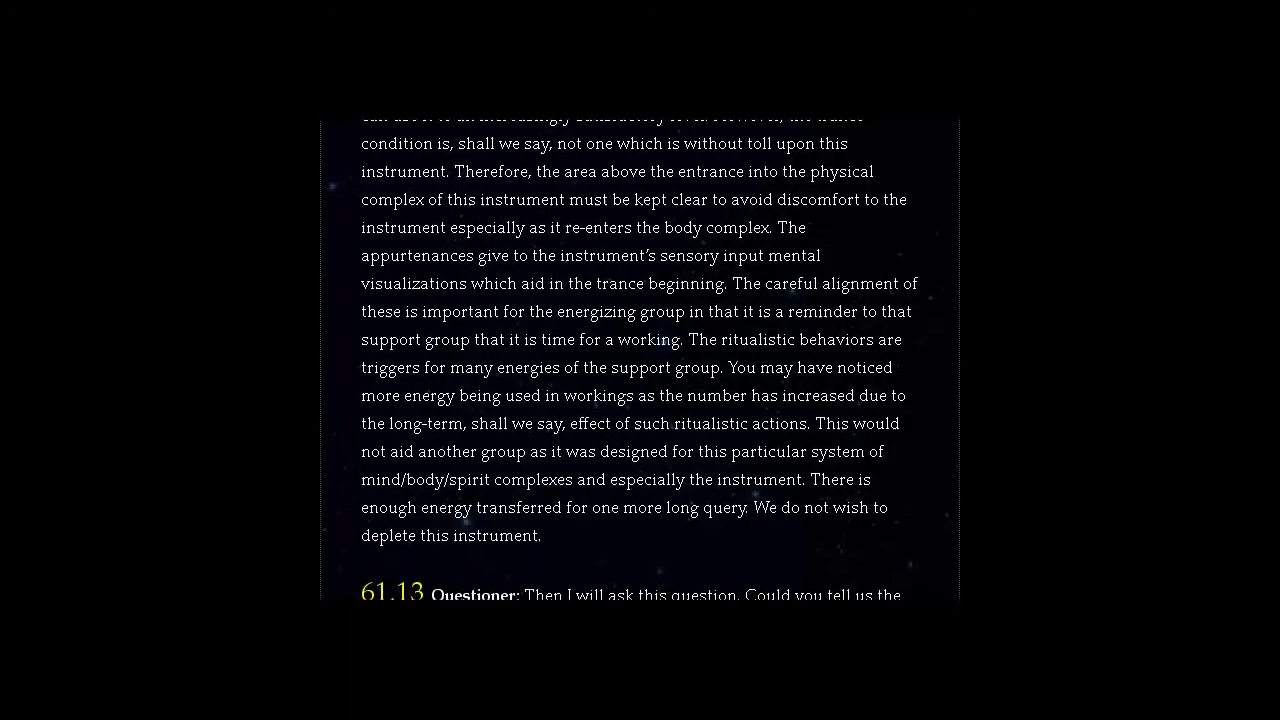 condition is, shall we say, not one which is without toll upon this
instrument. Therefore, the area above the entrance into the physical
complex of this instrument must be kept clear to avoid discomfort to the
instrument especially as it re-enters the body complex. The
appurtenances give to the instrument's sensory input mental
visualizations which aid in the trance beginning. The careful alignment of
these is important for the energizing group in that it is a reminder to that
support group that it is time for a working. The ritualistic behaviors are
triggers for many energies of the support group. You may have noticed
more energy being used in workings as the number has increased due to
the long-term, shall we say, effect of such ritualistic actions. This would
not aid another group as it was designed for this particular system of
mind/body/spirit complexes and especially the instrument. There is
enough energy transferred for one more long query. We do not wish to
deplete this instrument.
61.13 Questioner: Then I will ask this question. Could you tell us the